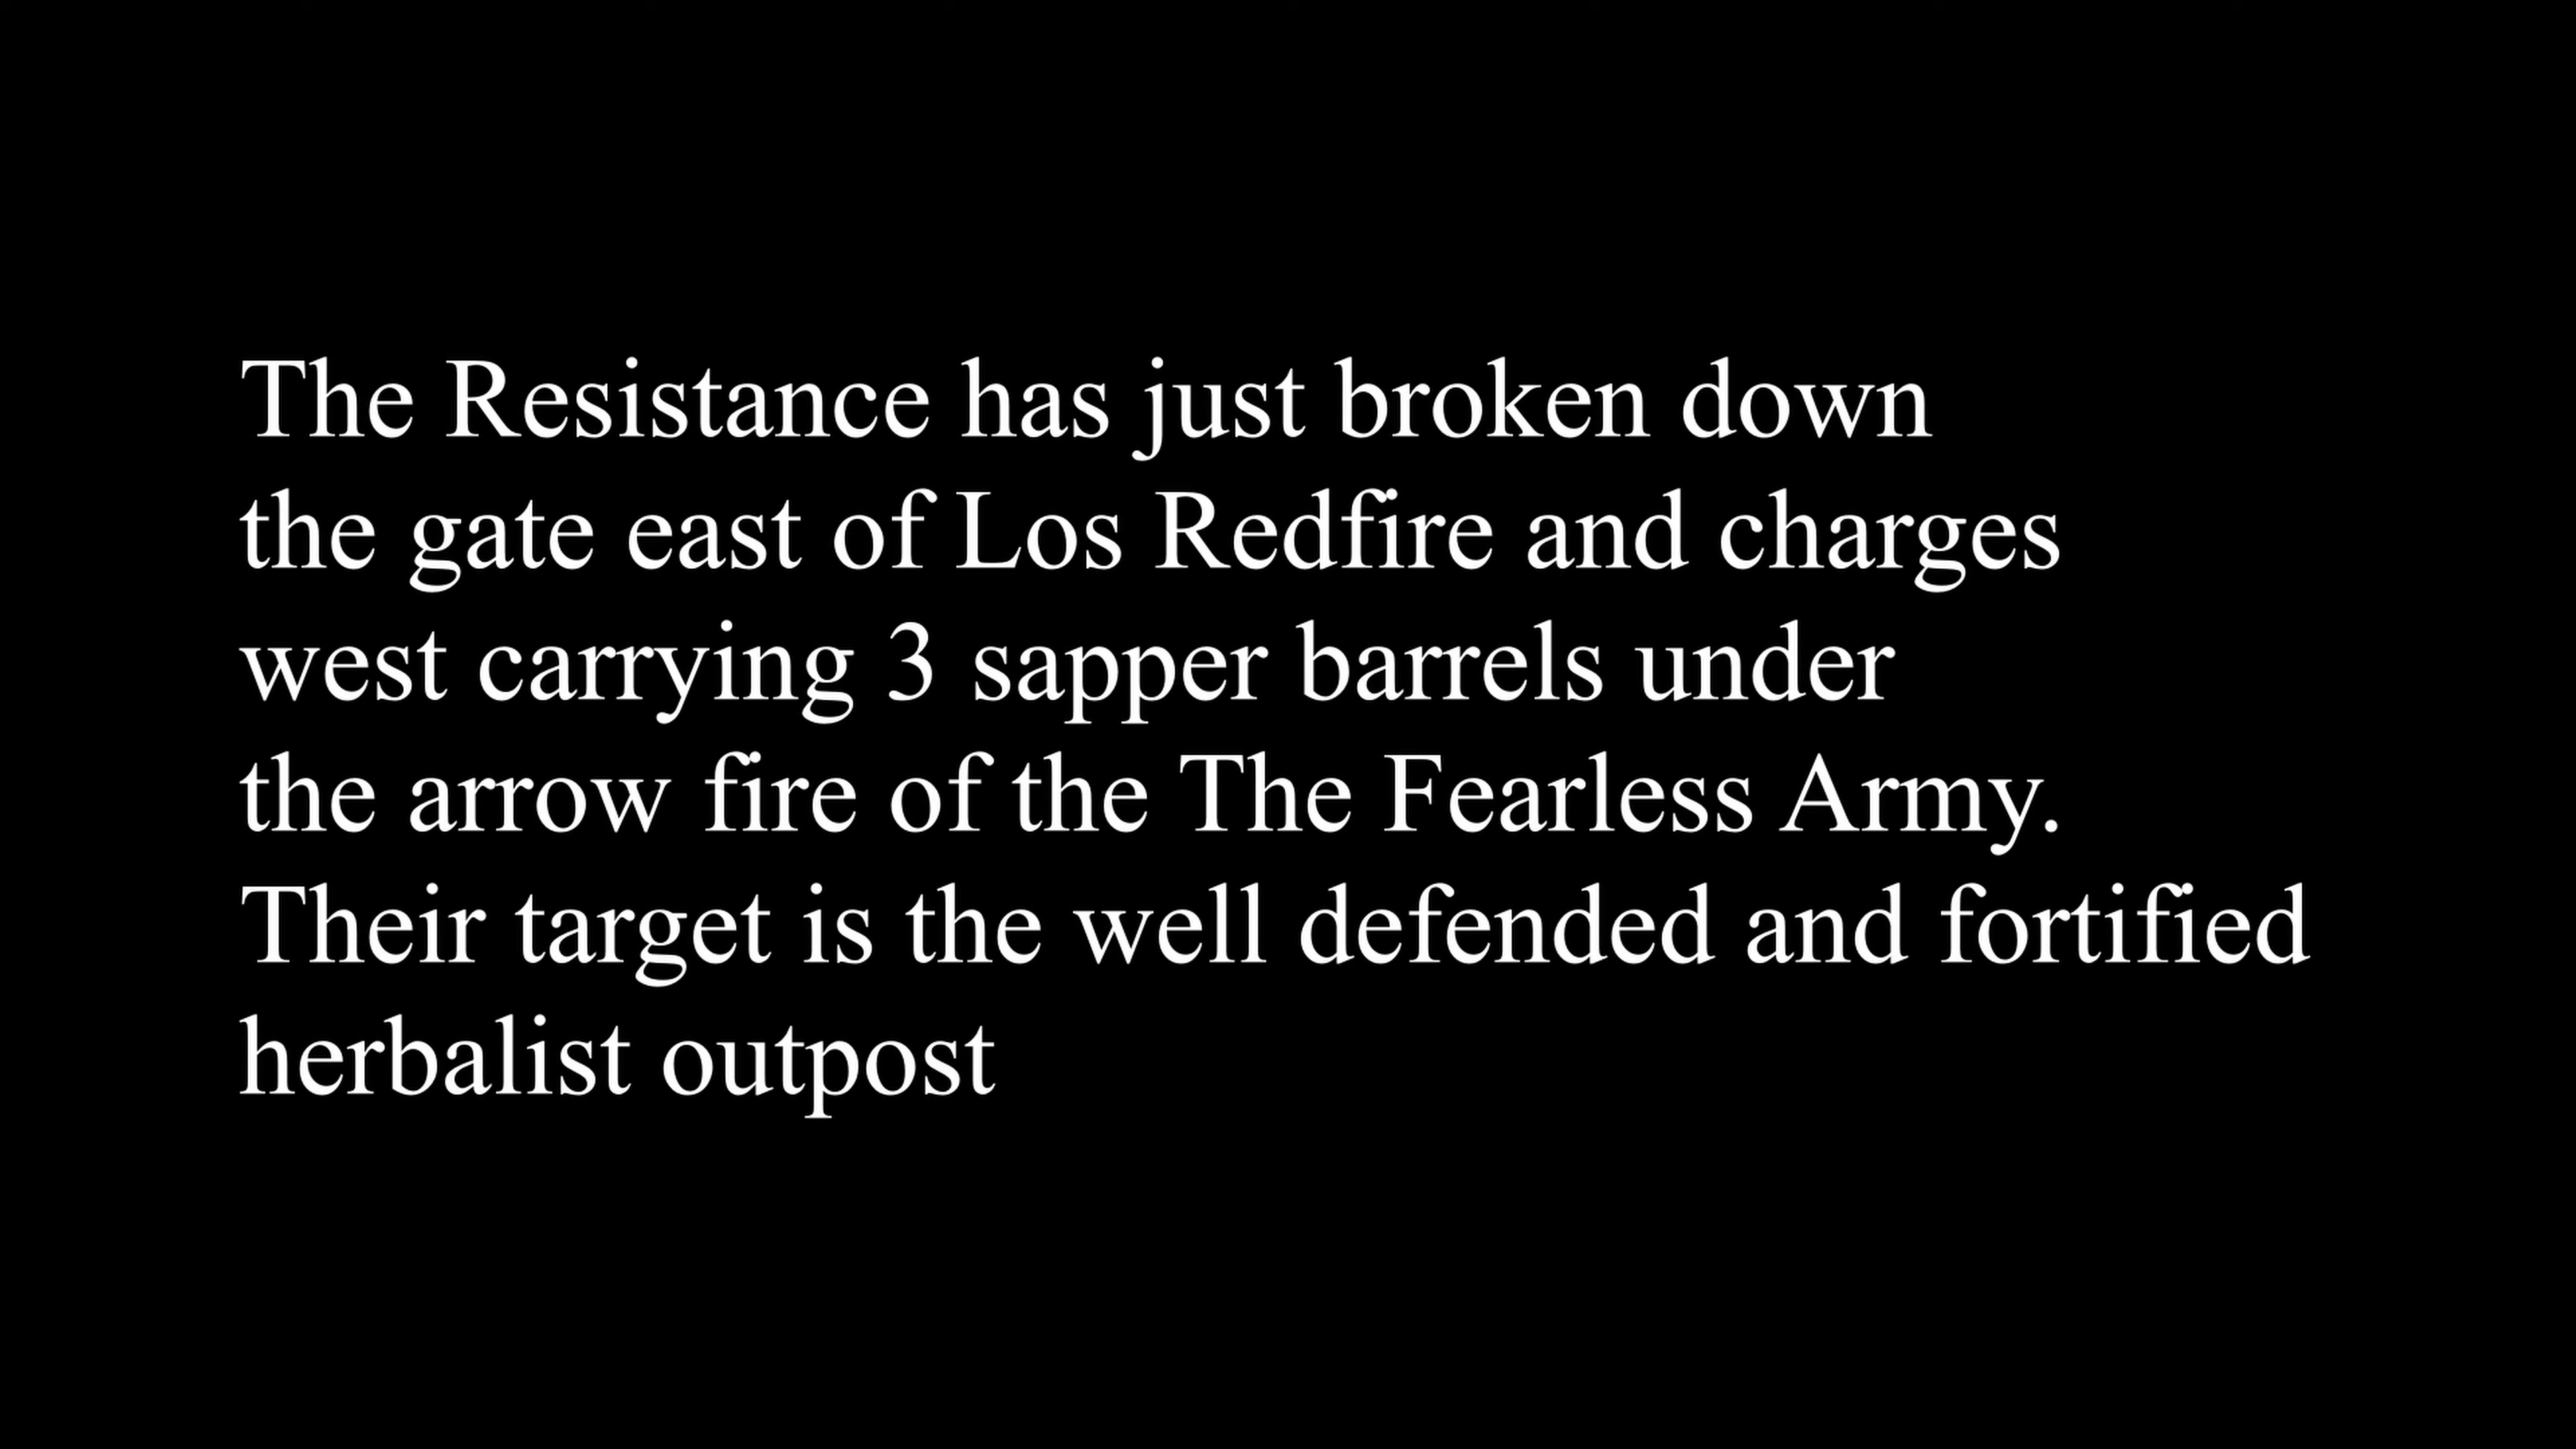 The Resistance has just broken down
the gate east of Los Redfire and charges
west carrying 3 sapper barrels under
the arrow fire of the The Fearless Army.
Their target is the well defended and fortified
herbalist outpost